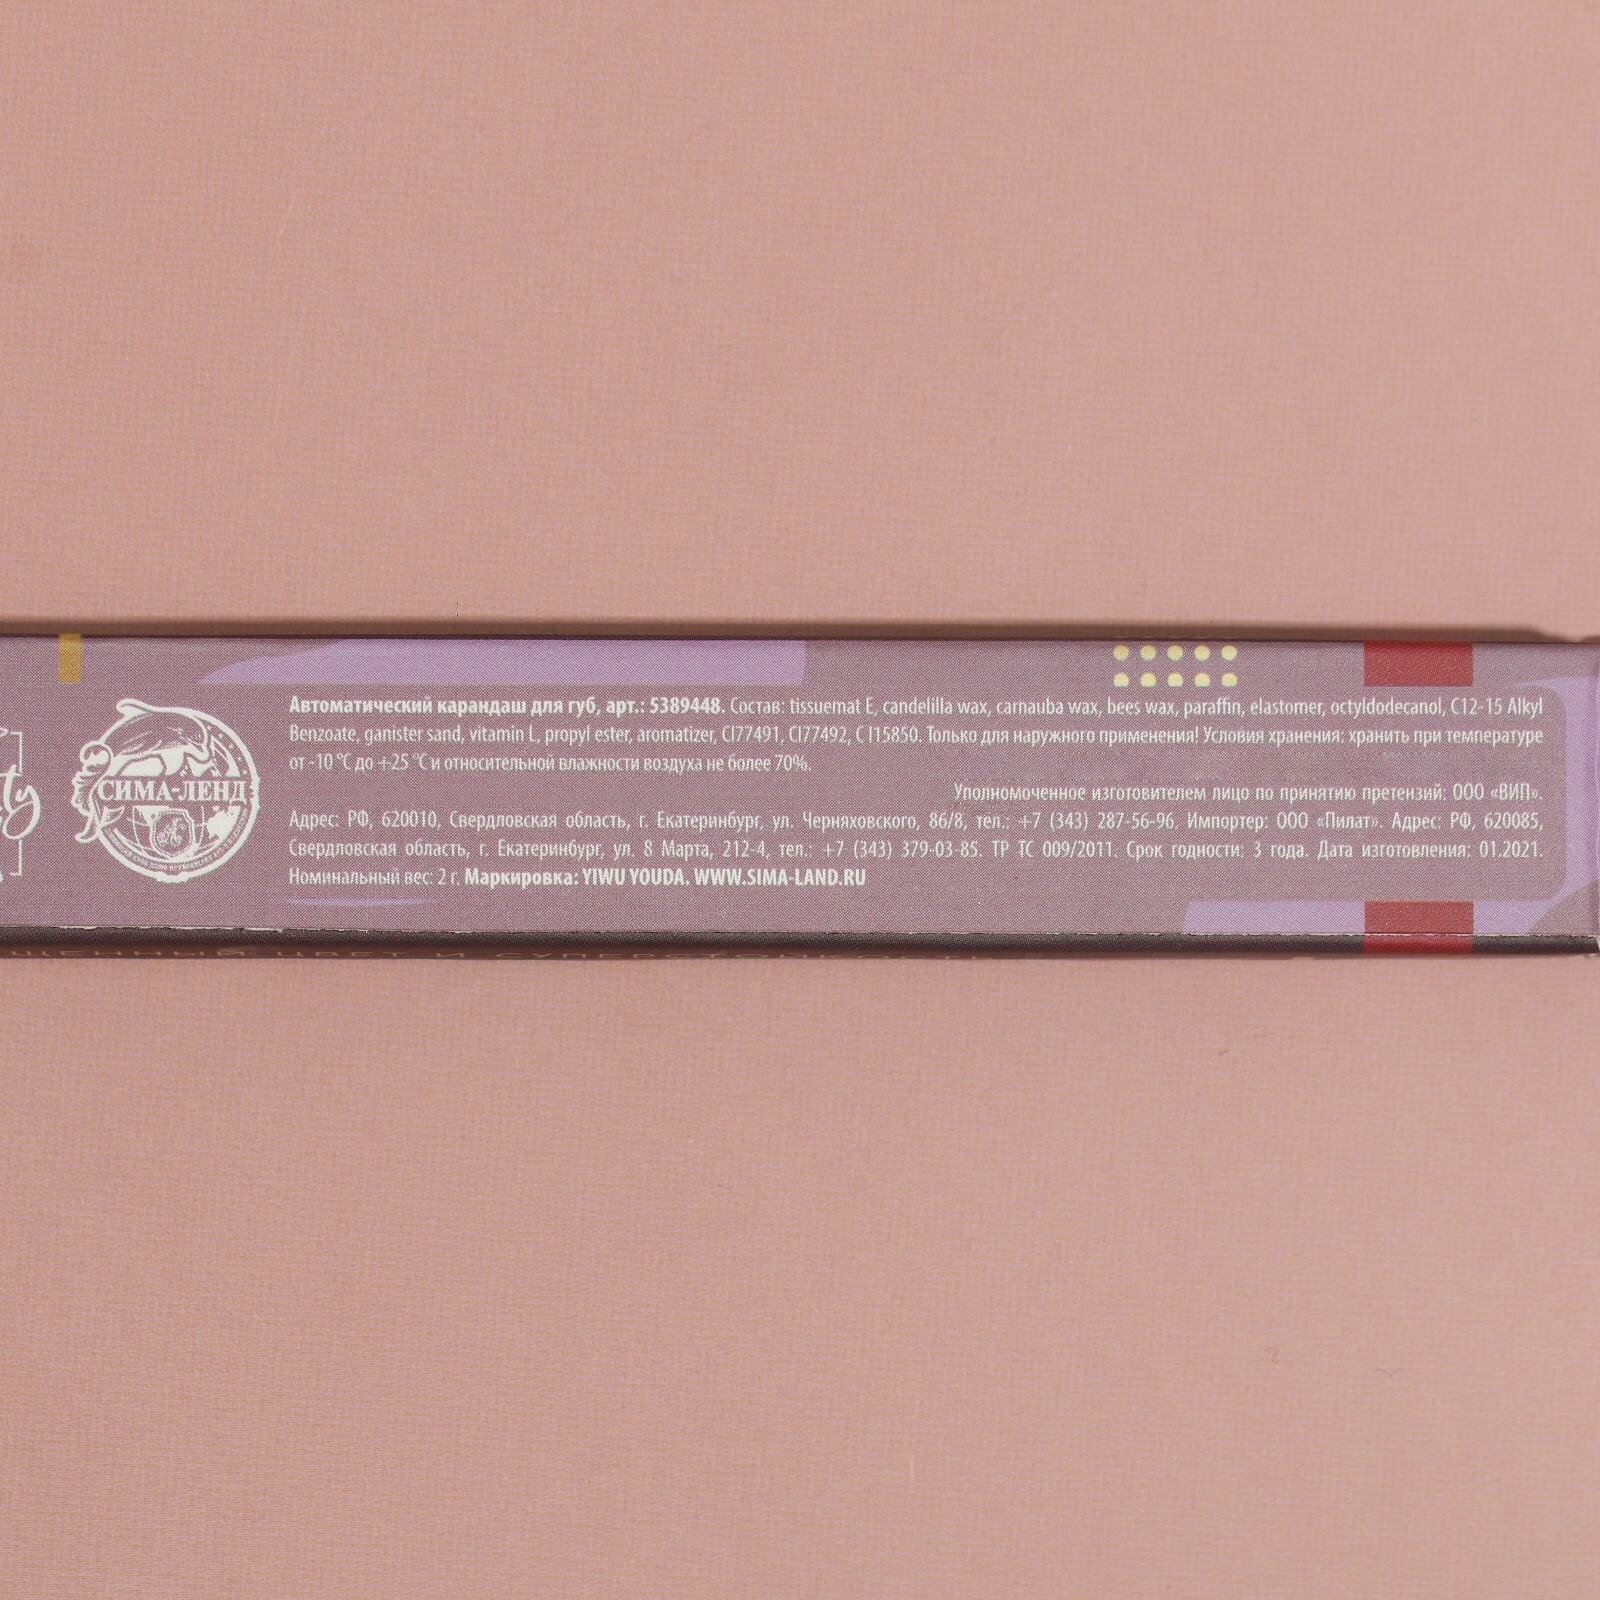 СИМА-ЛЕНД
Автоматический карандаш для губ, арт.: 5389448. Состав: tissuemat E, candelilla wax, carnauba wax, bees wax, paraffin, elastomer, octyldodecanol, C12-15 Alkyl
Benzoate, ganister sand, vitamin L, propyl ester, aromatizer, CI77491, CI77492, C I15850. Только для наружного применения! Условия хранения: хранить при температуре
от -10 °С до +25 °С и относительной влажности воздуха не более 70%.
Уполномоченное изготовителем лицо по принятию претензий: ООО «ВИП».
Адрес: РФ, 620010, Свердловская область, г. Екатеринбург, ул. Черняховского, 86/8, тел.: +7 (343) 287-56-96. Импортер: ООО «Пилат». Адрес: РФ, 620085,
Свердловская область, г. Екатеринбург, ул. 8 Марта, 212-4, тел.: +7 (343) 379-03-85. ТР ТС 009/2011. Срок годности: 3 года. Дата изготовления: 01.2021.
Номинальный вес: 2 г. Маркировка: YIWU YOUDA. WWW.SIMA-LAND.RU
ЦВЕТ И СУПЕРСТОЙКОСТЬ